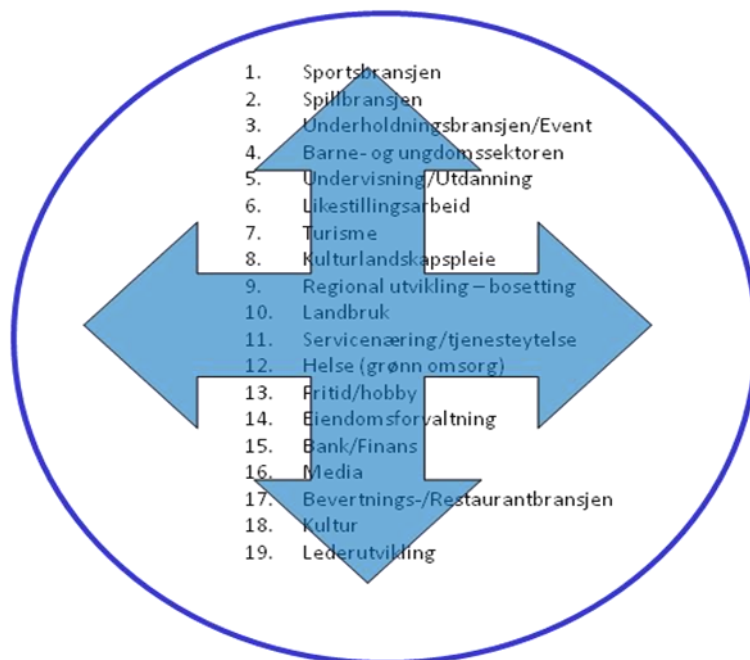 1. Sportsbransjen
2. Spillbransjen
3. Underholdningsbransjen/Event
4. Barne- og ungdomssektoren
5. Undervisning/Utdanning
6. Likestillingsarbeid
7. Turisme
8. Kulturlandskapspleie
9. Regional utvikling – bosetting
10. Landbruk
11. Servicenæring/tjenesteytelse
12. Helse (grønn omsorg)
13. Fritid/hobby
14. Eiendomsforvaltning
15. Bank/Finans
16. Media
17. Bevertnings-/Restaurantbransjen
18. Kultur
19. Lederutvikling